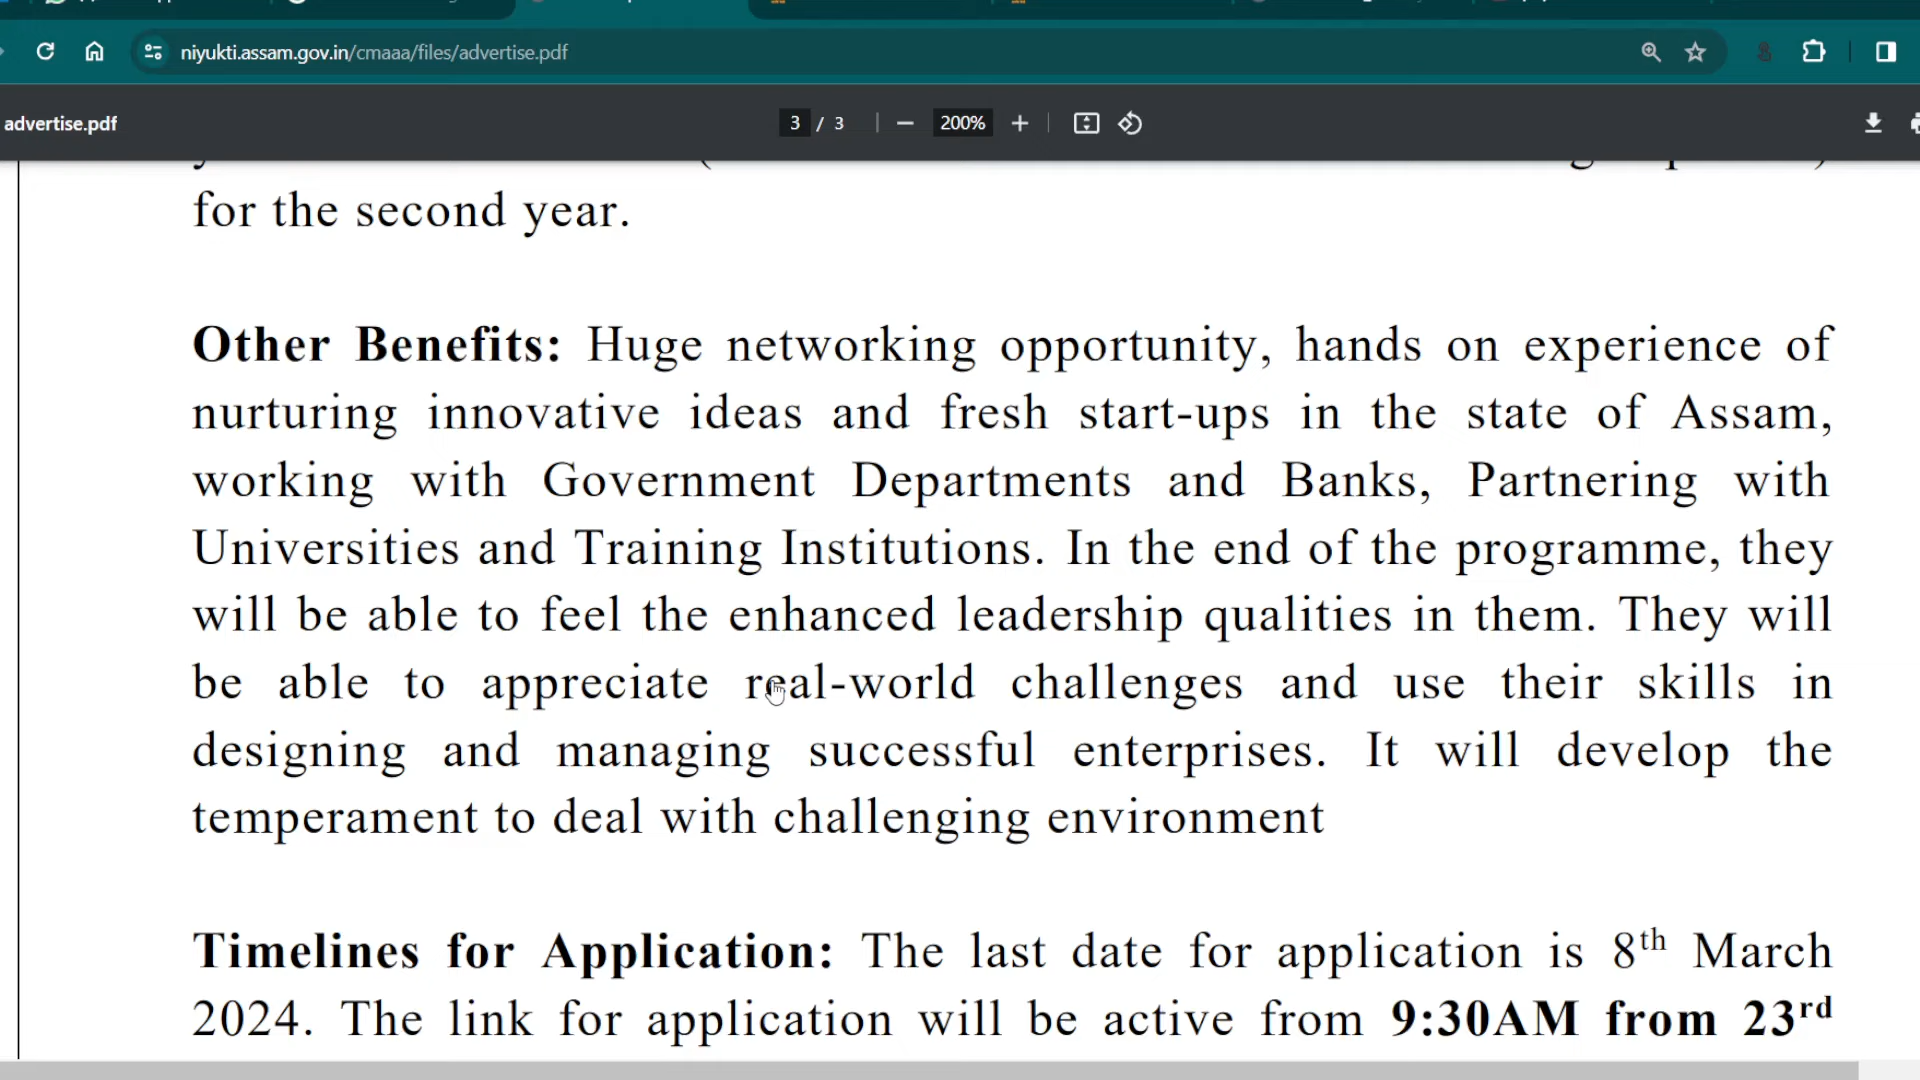 niyukti.assam.gov.in/cmaaa/files/advertise.pdf
advertise.pdf
3 / 3
200%
for the second year.
Other Benefits: Huge networking opportunity, hands on experience of
nurturing innovative ideas and fresh start-ups in the state of Assam,
working with Government Departments and Banks, Partnering with
Universities and Training Institutions. In the end of the programme, they
will be able to feel the enhanced leadership qualities in them. They will
be able to appreciate real-world challenges and use their skills in
designing and managing successful enterprises. It will develop the
temperament to deal with challenging environment
Timelines for Application: The last date for application is 8th March
2024. The link for application will be active from 9:30AM from 23rd